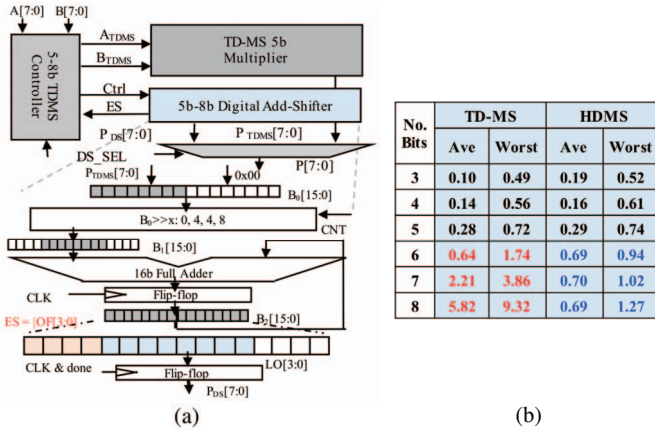 A[7:0] B[7:0]
5-8b TDMS Controller
A_TDMS
B_TDMS
Ctrl
ES
TD-MS 5b
Multiplier
5b-8b Digital Add-Shifter
P_DS[7:0] P_TDMS[7:0]
DS_SEL
P[7:0]
P_TDMS[7:0] 0x00
B_0[15:0]
B_0>>x: 0, 4, 4, 8
CNT
B_1[15:0]
16b Full Adder
CLK
Flip-flop
ES = |OF[3:0]
B_2[15:0]
LO[3:0]
CLK & done
Flip-flop
P_DS[7:0]
(a)
No. Bits TD-MS HDMS
Ave Worst Ave Worst
3 0.10 0.49 0.19 0.52
4 0.14 0.56 0.16 0.61
5 0.28 0.72 0.29 0.74
6 0.64 1.74 0.69 0.94
7 2.21 3.86 0.70 1.02
8 5.82 9.32 0.69 1.27
(b)